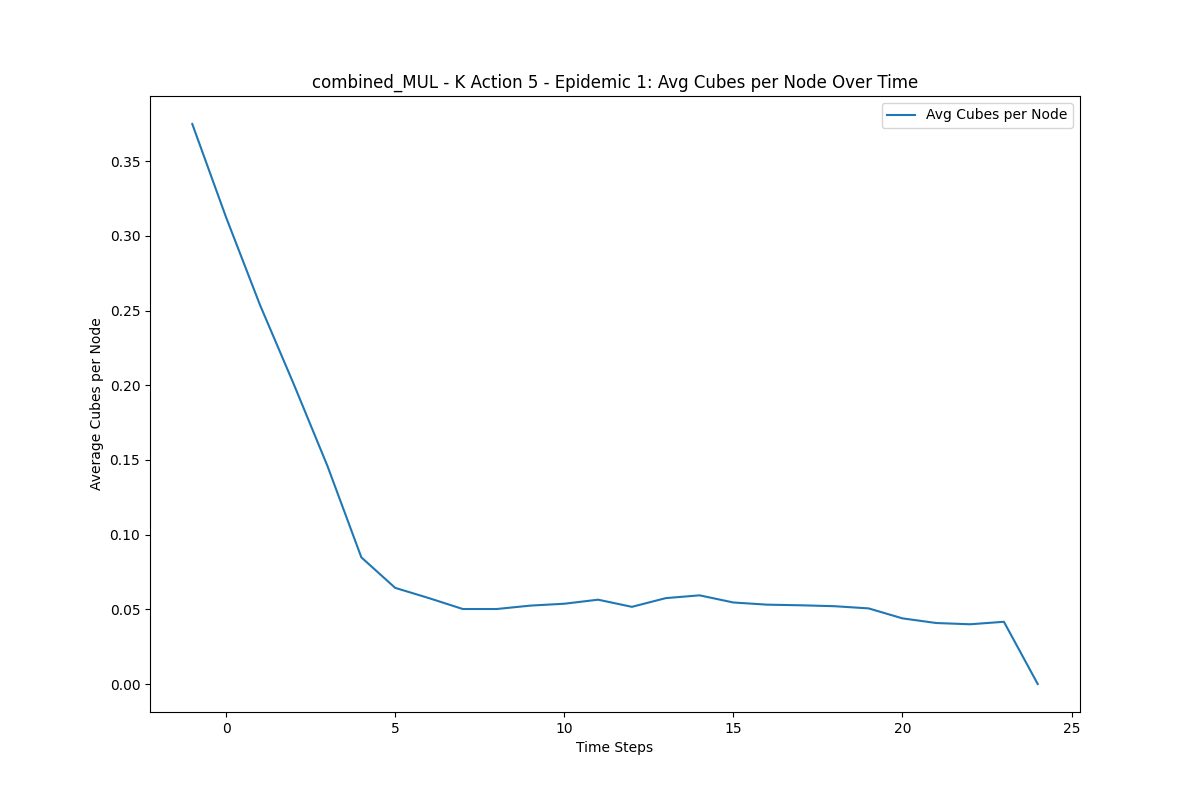 combined_MUL - K Action 5 - Epidemic 1: Avg Cubes per Node Over Time
Avg Cubes per Node
Average Cubes per Node
0.35
0.30
0.25
0.20
0.15
0.10
0.05
0.00
0 5 10 15 20 25
Time Steps